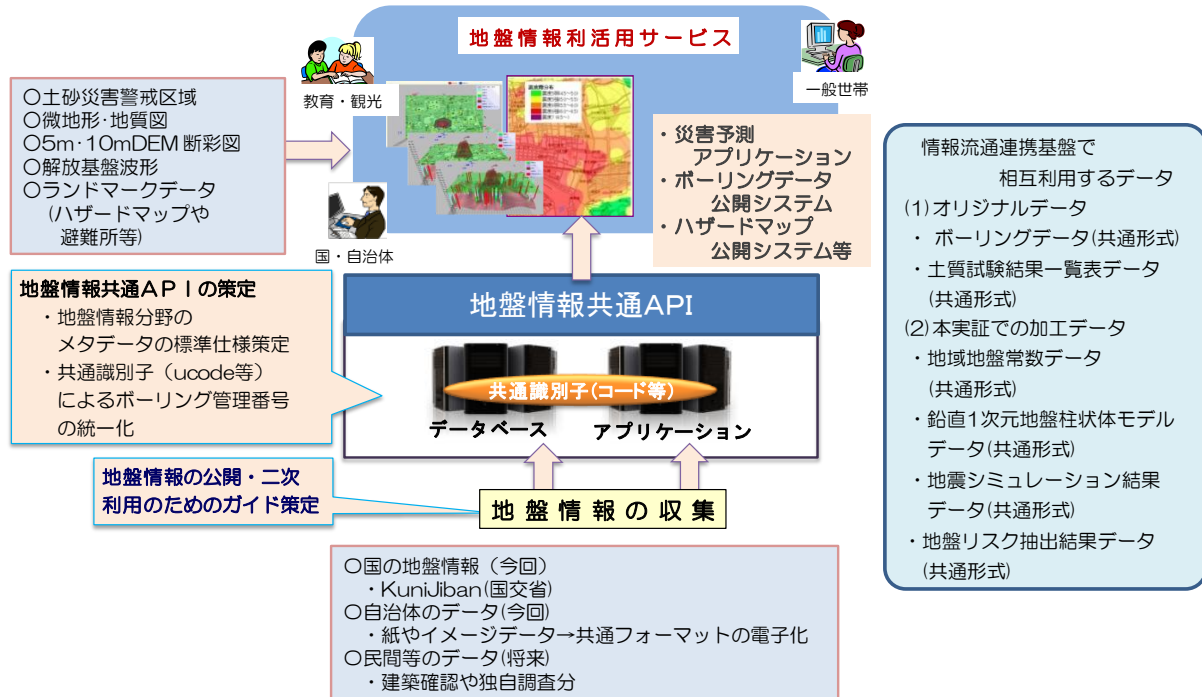 地盤情報利活用サービス
教育・観光
一般世帯
国・自治体
○土砂災害警戒区域
○微地形・地質図
○5m・10mDEM断彩図
○解放基盤波形
○ランドマークデータ
(ハザードマップや
避難所等)
・災害予測
アプリケーション
・ボーリングデータ
公開システム
・ハザードマップ
公開システム等
地盤情報共通APIの策定
・地盤情報分野の
メタデータの標準仕様策定
・共通識別子（ucode等）
によるボーリング管理番号
の統一化
地盤情報共通API
共通識別子(コード等)
データベース
アプリケーション
地盤情報の公開・二次
利用のためのガイド策定
地盤情報の収集
○国の地盤情報（今回）
・KuniJiban(国交省)
○自治体のデータ(今回)
・紙やイメージデータ→共通フォーマットの電子化
○民間等のデータ(将来)
・建築確認や独自調査分
情報流通連携基盤で
相互利用するデータ
(1)オリジナルデータ
・ボーリングデータ(共通形式)
・土質試験結果一覧表データ
(共通形式)
(2)本実証での加工データ
・地域地盤常数データ
(共通形式)
・鉛直1次元地盤柱状体モデル
データ(共通形式)
・地震シミュレーション結果
データ(共通形式)
・地盤リスク抽出結果データ
(共通形式)